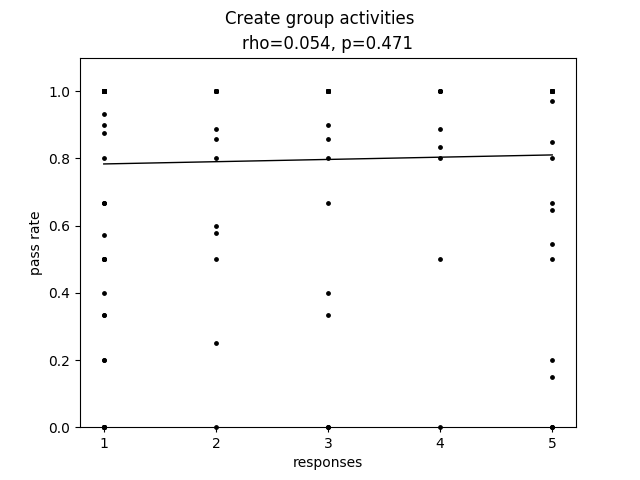 Create group activities
rho=0.054, p=0.471
1.0
0.8
0.6
0.4
0.2
0.0
pass rate
1 2 3 4 5
responses